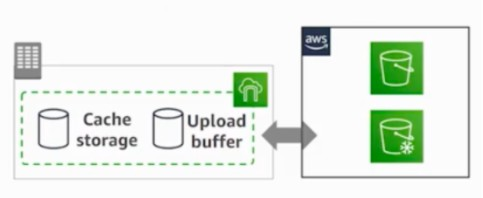 aws
Cache
storage
Upload
buffer